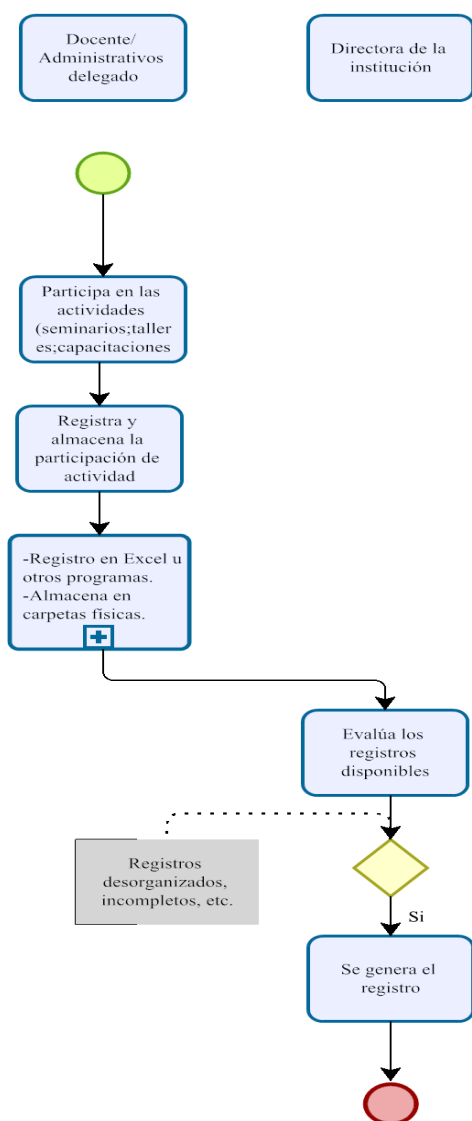 Docente/
Administrativos
delegado
Directora de la
institución
Participa en las
actividades
(seminarios;taller
es;capacitaciones
Registra y
almacena la
participación de
actividad
-Registro en Excel u
otros programas.
-Almacena en
carpetas físicas.
Evalúa los
registros
disponibles
Registros
desorganizados,
incompletos, etc.
Si
Se genera el
registro